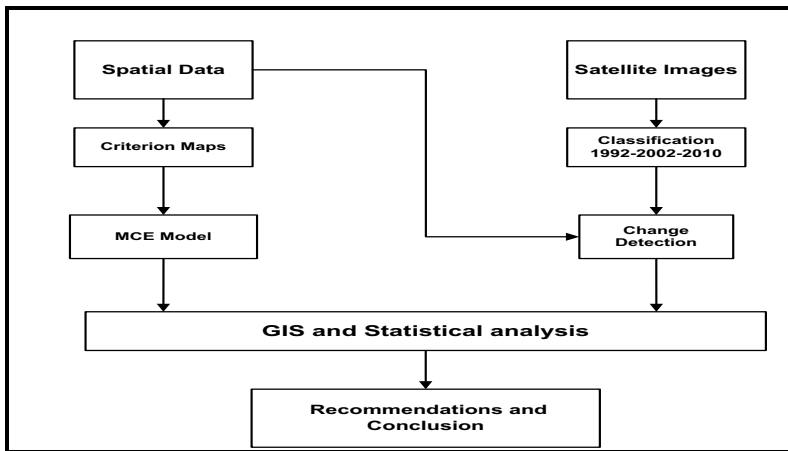 Spatial Data
Satellite Images
Criterion Maps
Classification
1992-2002-2010
MCE Model
Change
Detection
GIS and Statistical analysis
Recommendations and
Conclusion